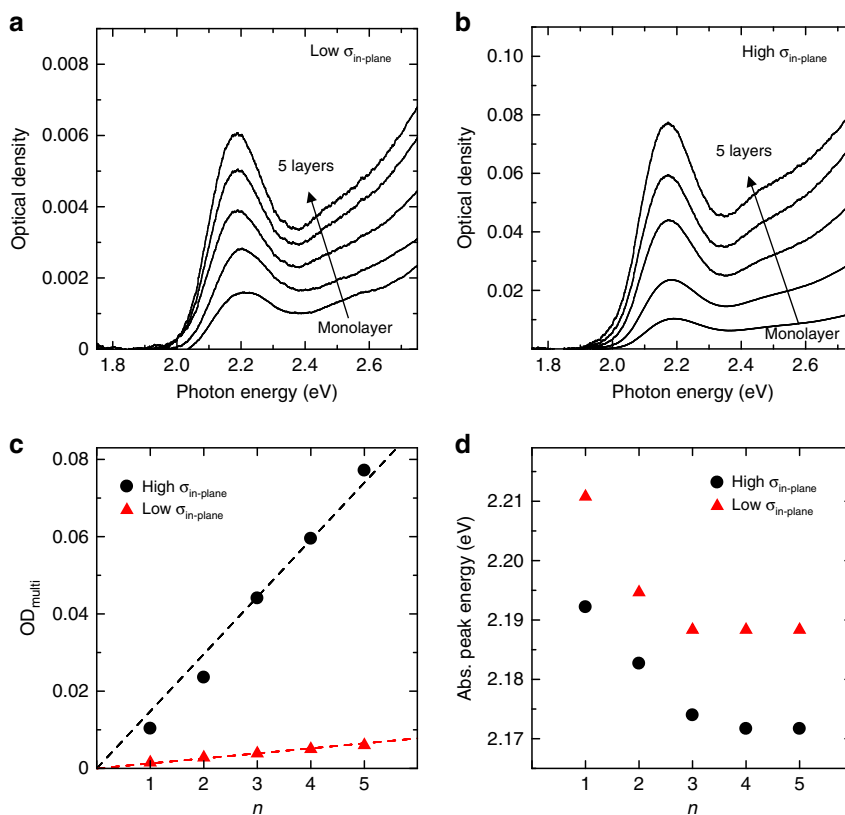 a
Low σin-plane
0.008
0.006
0.004
0.002
0
Optical density
5 layers
Monolayer
1.8 2.0 2.2 2.4 2.6
Photon energy (eV)
b
High σin-plane
0.10
0.08
0.06
0.04
0.02
Optical density
5 layers
Monolayer
1.8 2.0 2.2 2.4 2.6
Photon energy (eV)
c
High σin-plane
Low σin-plane
0.08
0.06
0.04
0.02
0
ODmulti
1 2 3 4 5
n
d
High σin-plane
Low σin-plane
2.21
2.20
2.19
2.18
2.17
Abs. peak energy (eV)
1 2 3 4 5
n